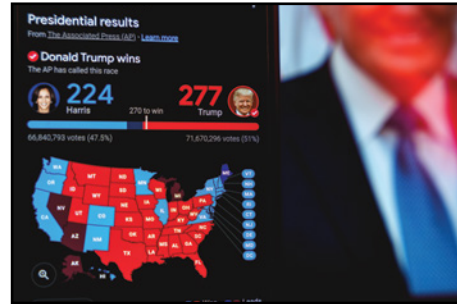 Presidential results
From The Associated Press (AP) · Learn more
Donald Trump wins
The AP has called this race
224 277
Harris 270 to win Trump
66,840,793 votes (47.5%) 71,670,296 votes (51%)
WA
MT
ND
MN
ME
VT
OR
ID
SD
WI
NH
WY
MI
MA
NV
NE
IA
RI
CA
UT
CO
IL
IN
OH
PA
CT
KS
MO
KY
WV
VA
NJ
AZ
NM
OK
AR
TN
NC
DE
TX
LA
MS
AL
GA
SC
MD
AK
HI
FL
DC